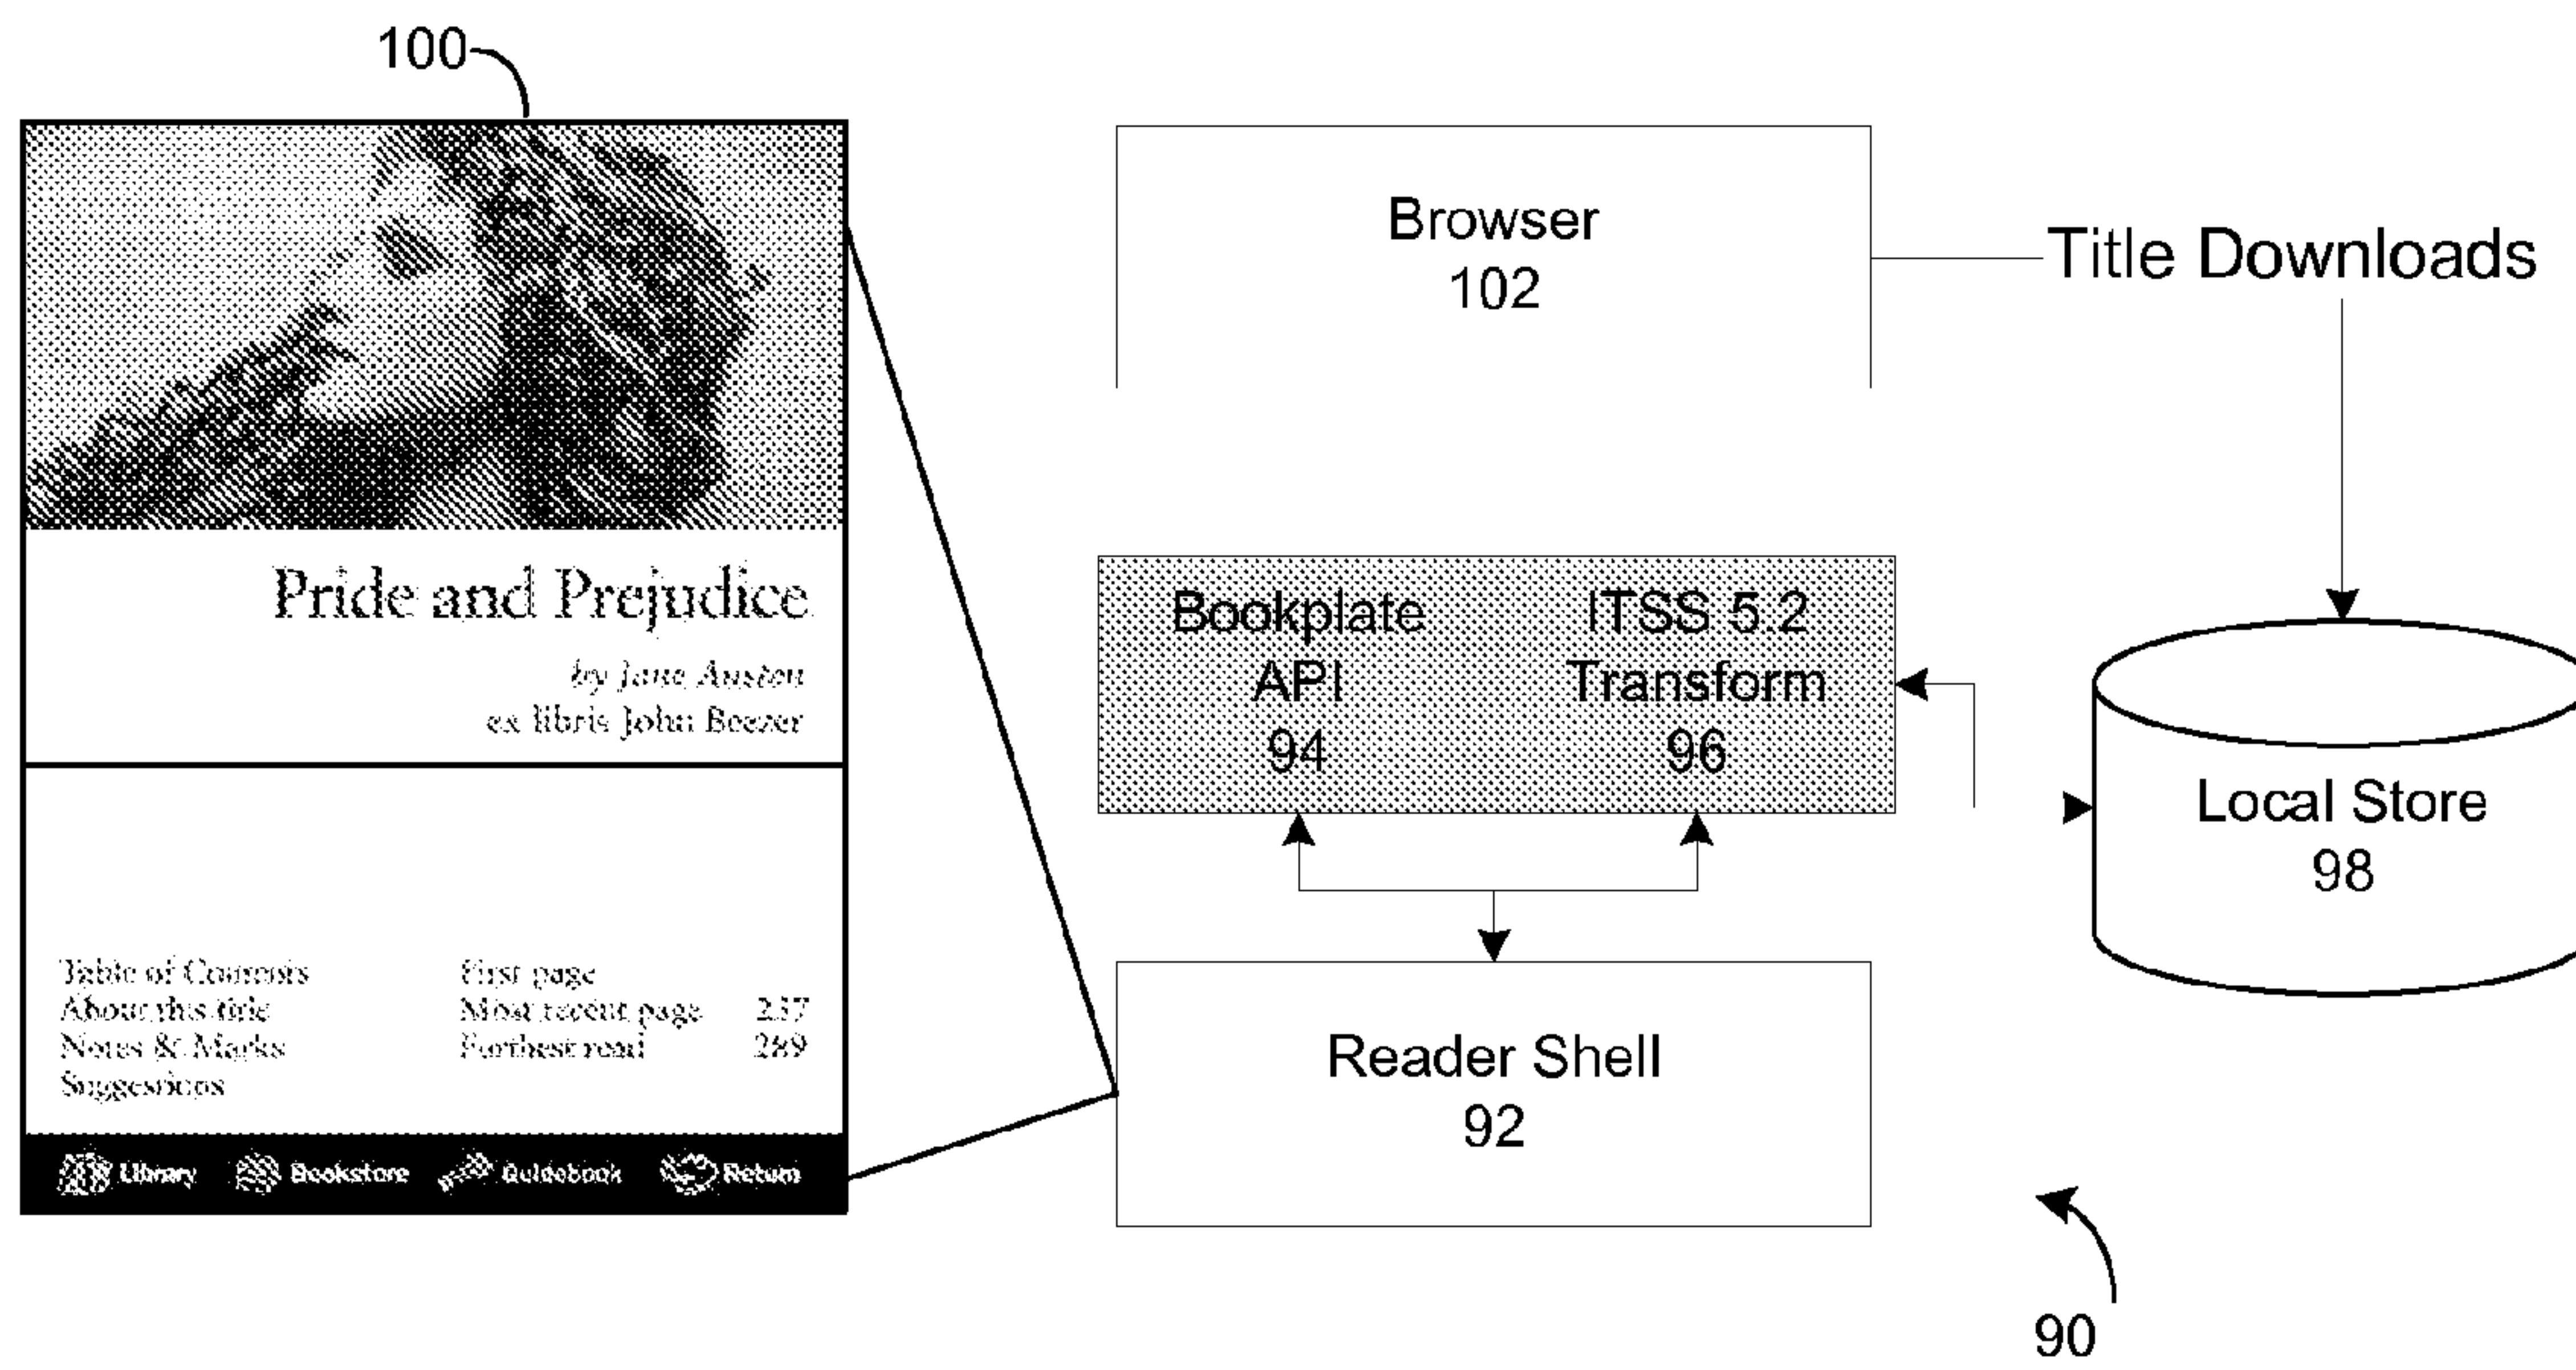 100
Pride and Prejudice
by Jane Austen
ex libris John Beezer
Table of Contents
About this title
Notes & Marks
Suggestions
First page
Most recent page 237
Furthest read 289
Library
Bookstore
Guidebook
Return
Browser
102
Title Downloads
Bookplate
API
94
ITSS 5.2
Transform
96
Local Store
98
Reader Shell
92
90